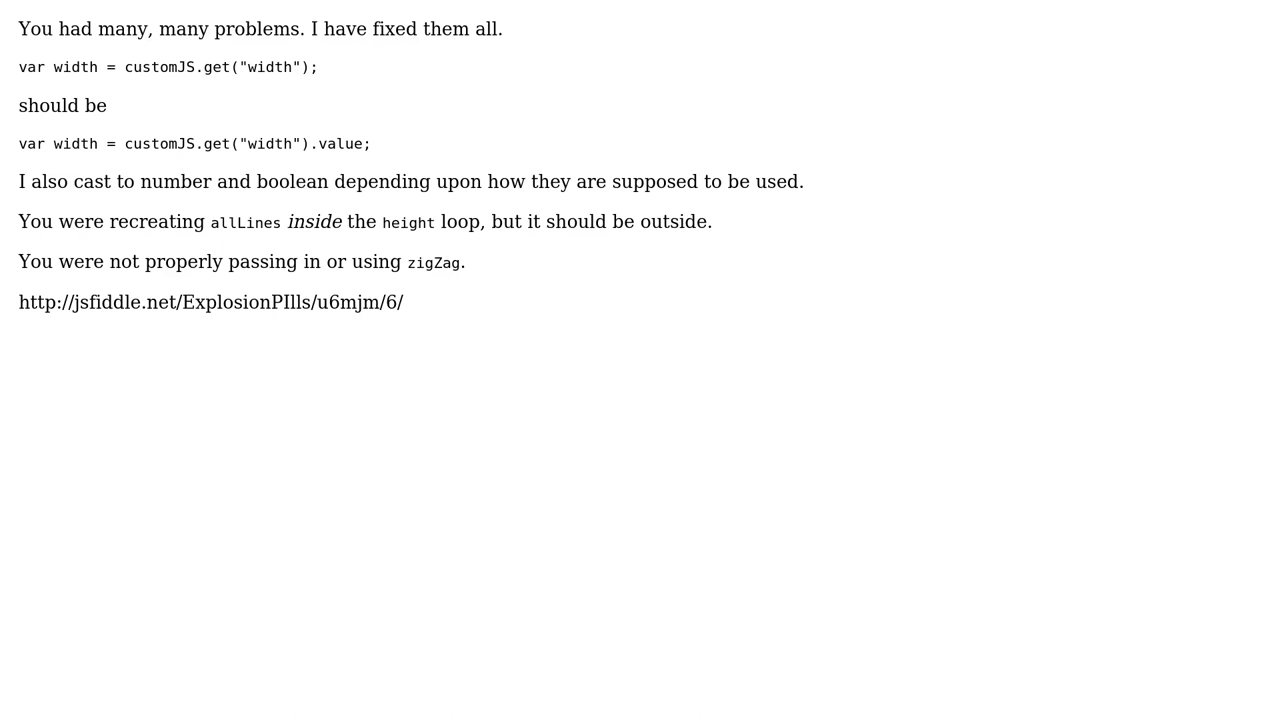 You had many, many problems. I have fixed them all.
var width = customJS.get("width");
should be
var width = customJS.get("width").value;
I also cast to number and boolean depending upon how they are supposed to be used.
You were recreating allLines inside the height loop, but it should be outside.
You were not properly passing in or using zigZag.
http://jsfiddle.net/ExplosionPIlls/u6mjm/6/